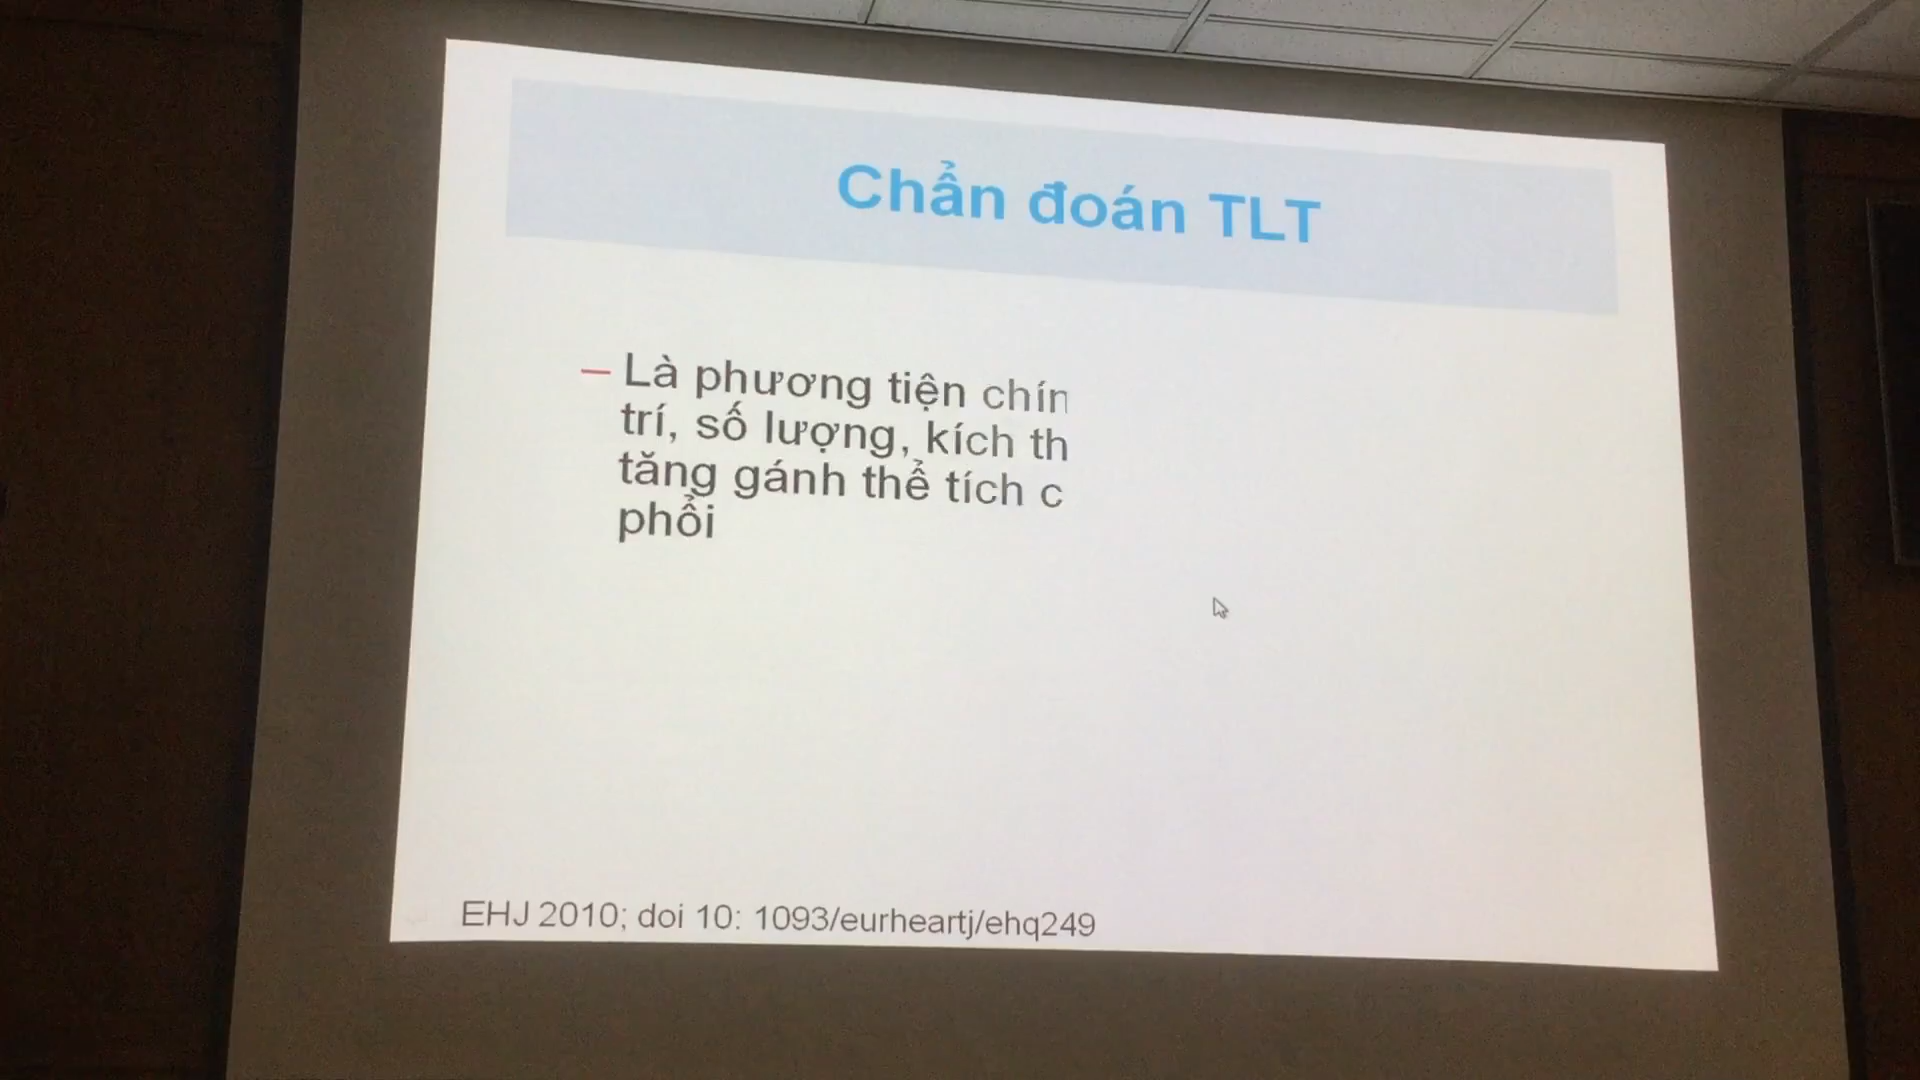 Chẩn đoán TLT
– Là phương tiện chín
trí, số lượng, kích th
tăng gánh thể tích c
phổi
EHJ 2010; doi 10: 1093/eurheartj/ehq249